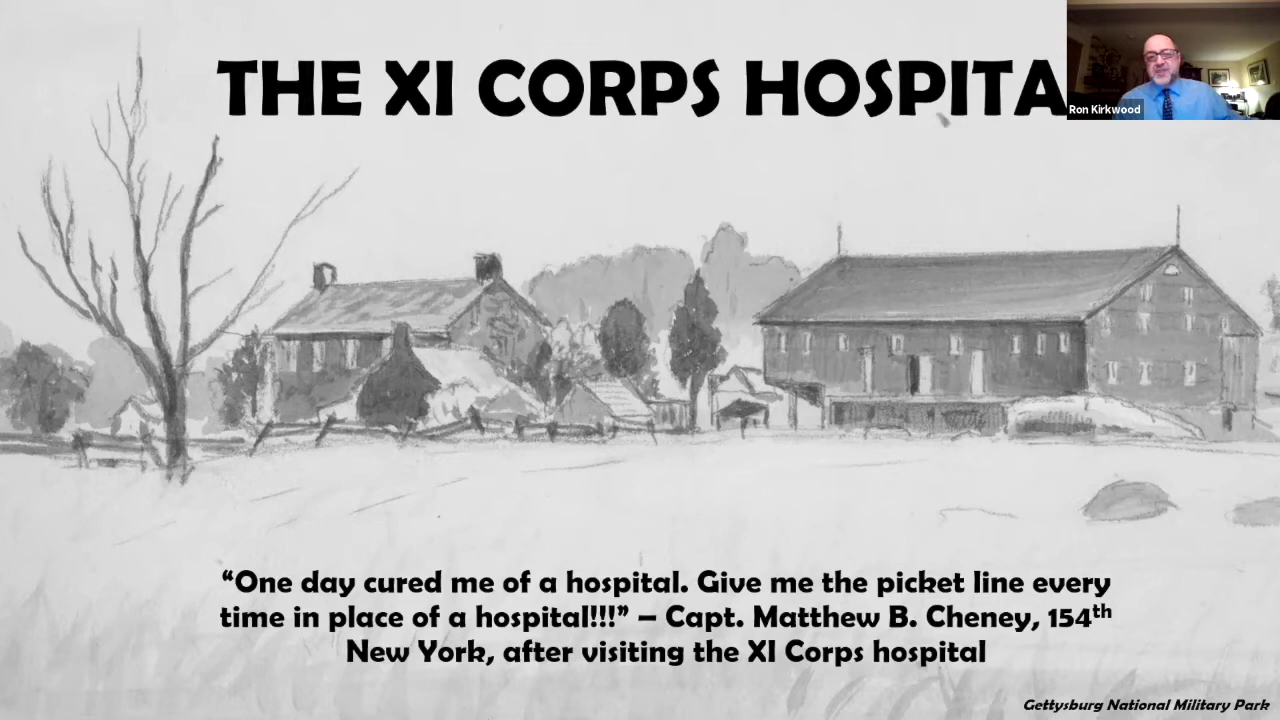 THE XI CORPS HOSPITA
Ron Kirkwood
“One day cured me of a hospital. Give me the picket line every
time in place of a hospital!!!” – Capt. Matthew B. Cheney, 154th
New York, after visiting the XI Corps hospital
Gettysburg National Military Park